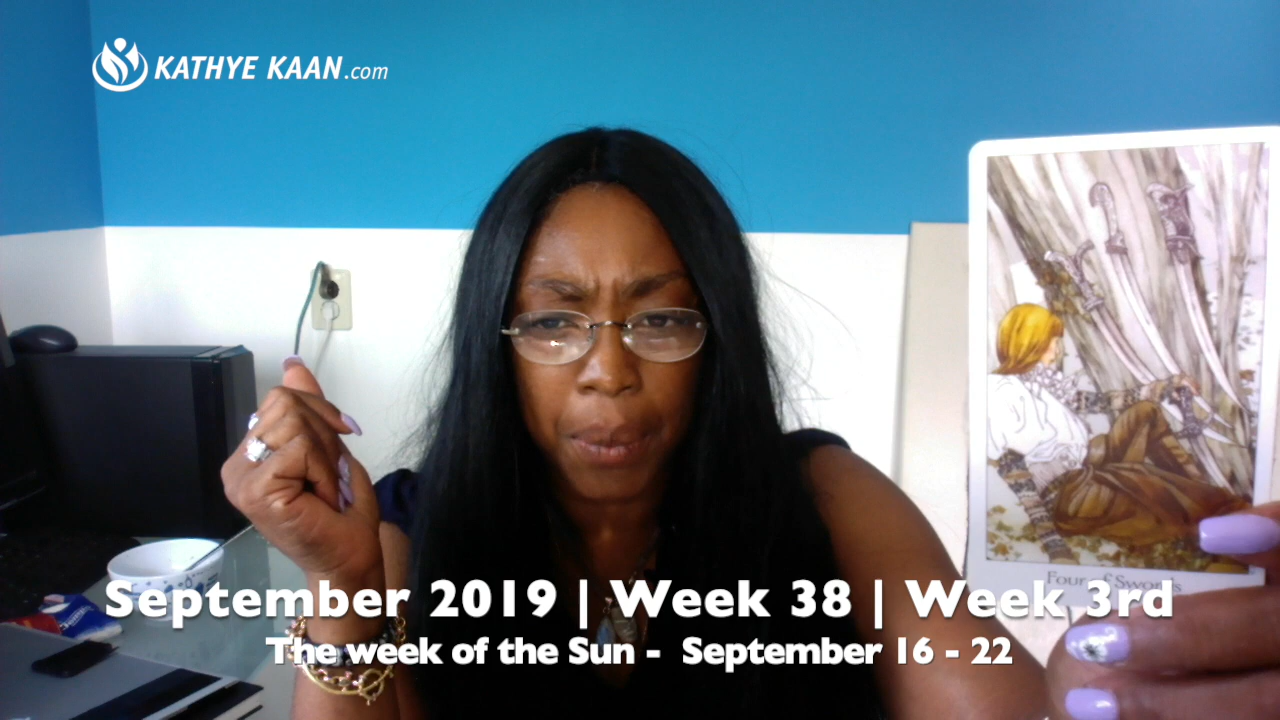 KATHYE KAAN.com
Four of Swords
September 2019 | Week 38 | Week 3rd
The week of the Sun - September 16 - 22